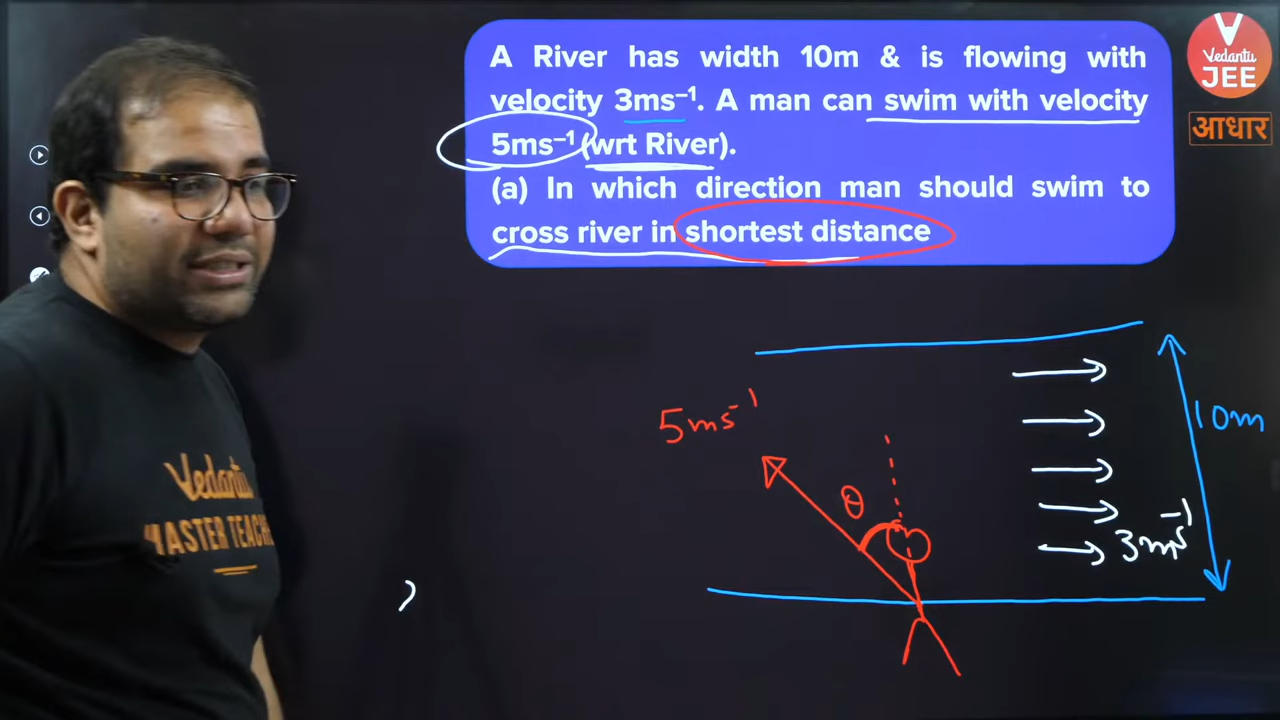 A River has width 10m & is flowing with
velocity 3ms⁻¹. A man can swim with velocity
5ms⁻¹ (wrt River).
(a) In which direction man should swim to
cross river in shortest distance
Vedantu
JEE
आधार
5ms⁻¹
θ
10m
3ms⁻¹
Vedantu
MASTER TEACHE